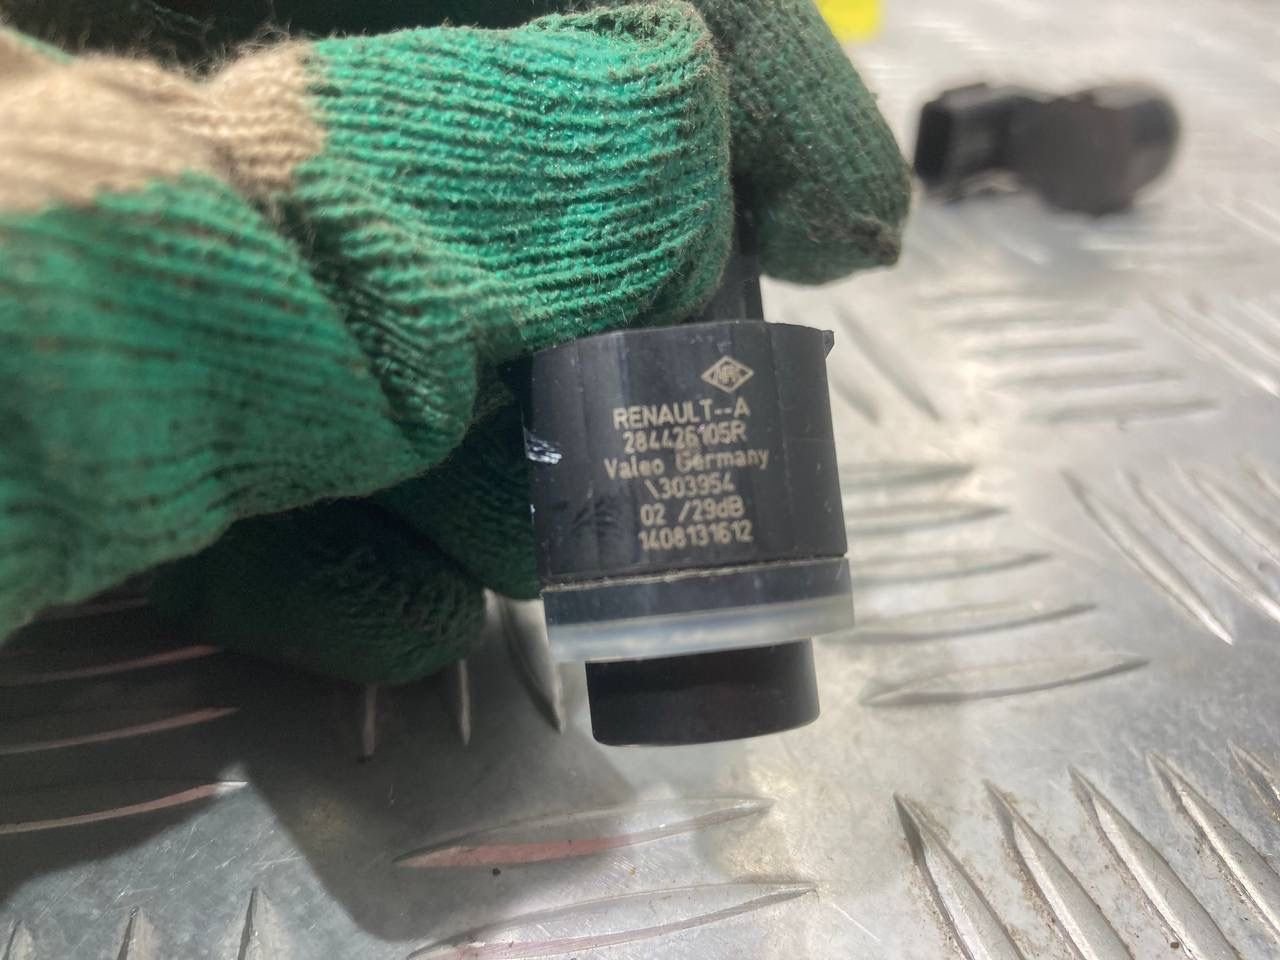 RENAULT--A
284426105R
Valeo Germany
\303954
02 /29dB
1408131612